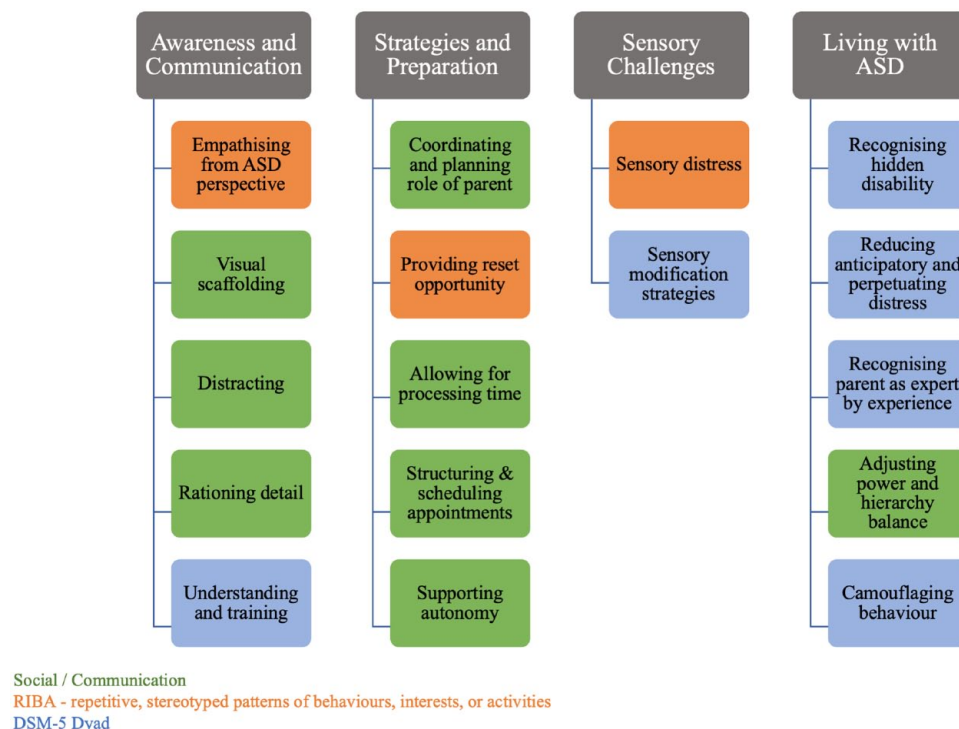 Awareness and
Communication
Empathising
from ASD
perspective
Visual
scaffolding
Distracting
Rationing detail
Understanding
and training
Strategies and
Preparation
Coordinating
and planning
role of parent
Providing reset
opportunity
Allowing for
processing time
Structuring &
scheduling
appointments
Supporting
autonomy
Sensory
Challenges
Sensory distress
Sensory
modification
strategies
Living with
ASD
Recognising
hidden
disability
Reducing
anticipatory and
perpetuating
distress
Recognising
parent as expert
by experience
Adjusting
power and
hierarchy
balance
Camouflaging
behaviour
Social / Communication
RIBA - repetitive, stereotyped patterns of behaviours, interests, or activities
DSM-5 Dyad